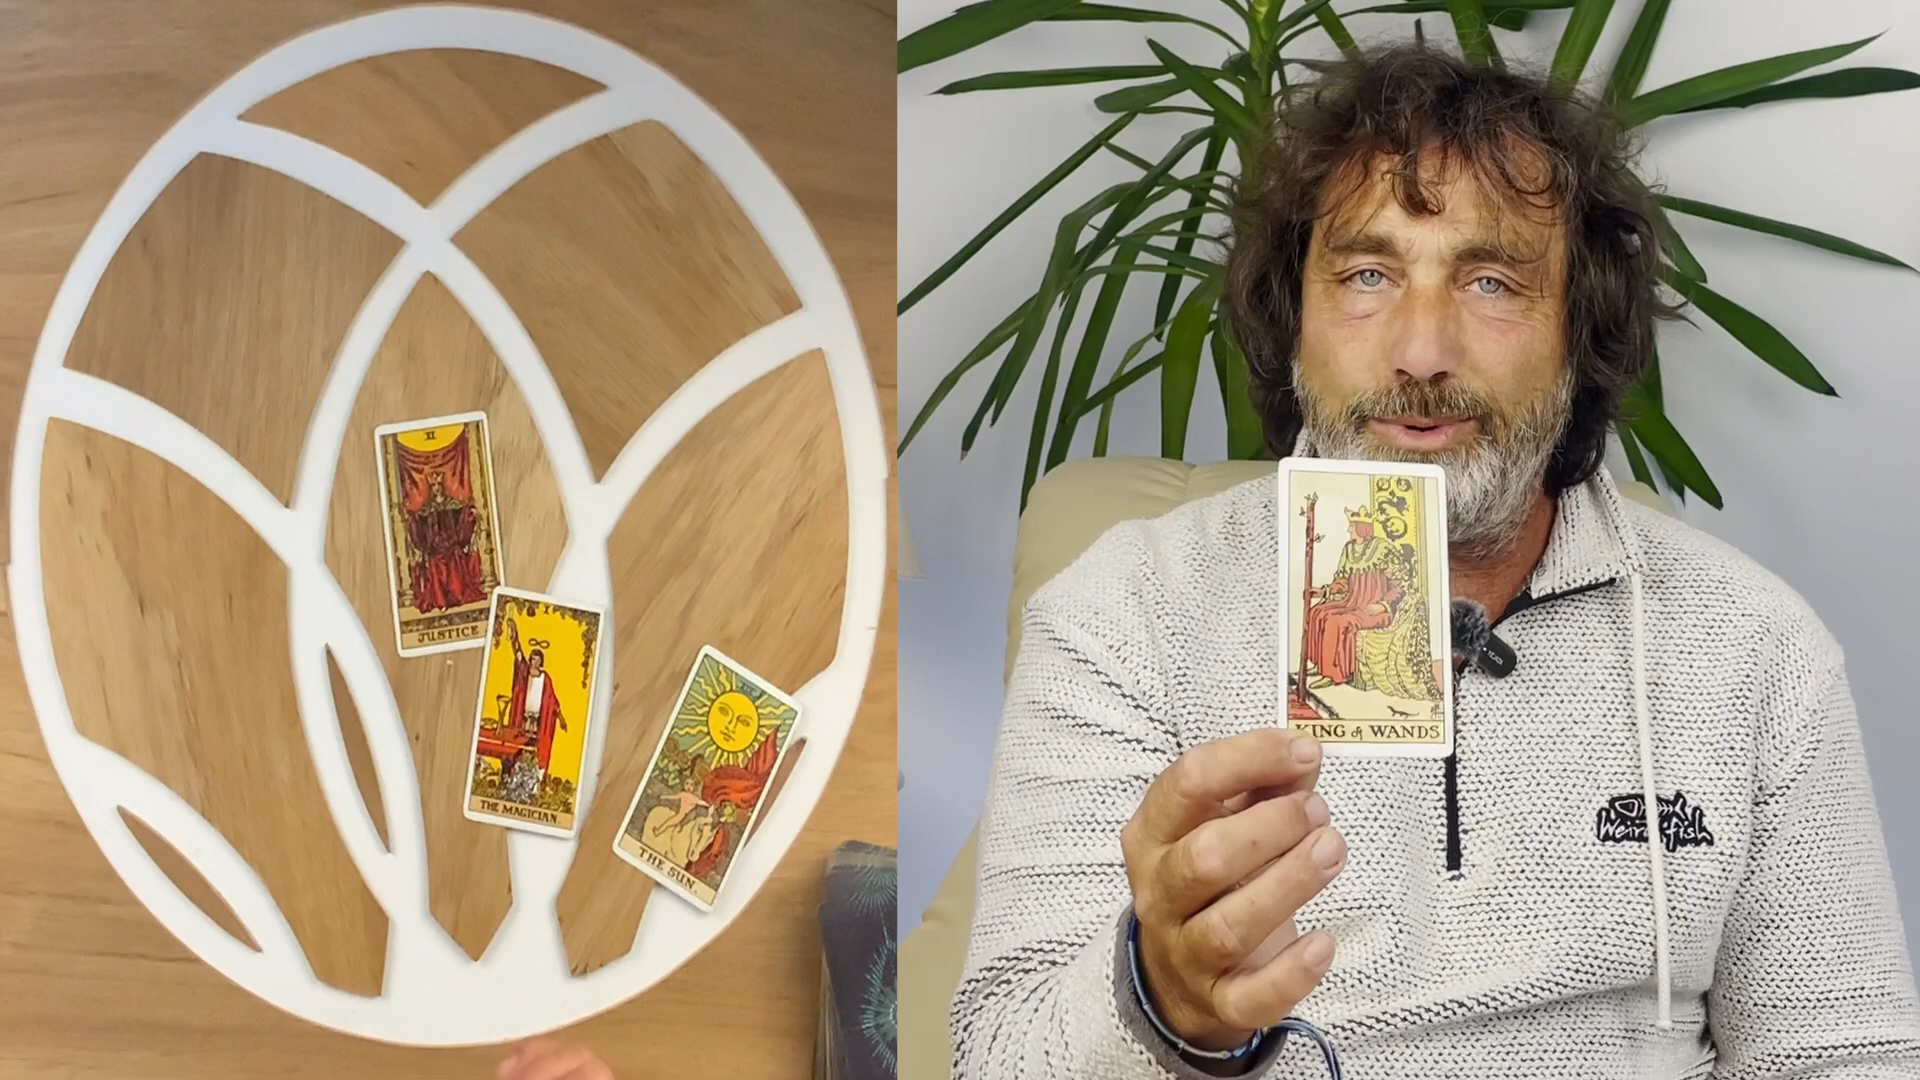 XI
JUSTICE
I
THE MAGICIAN.
THE SUN.
KING of WANDS
Weird fish